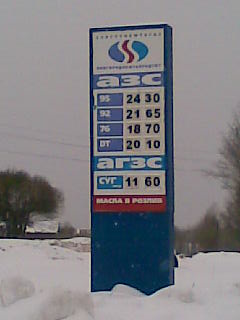 АЗС
95 24 30
92 21 65
76 18 70
DT 20 10
АГЗС
СУГ 11 60
МАСЛА В РОЗЛИВ